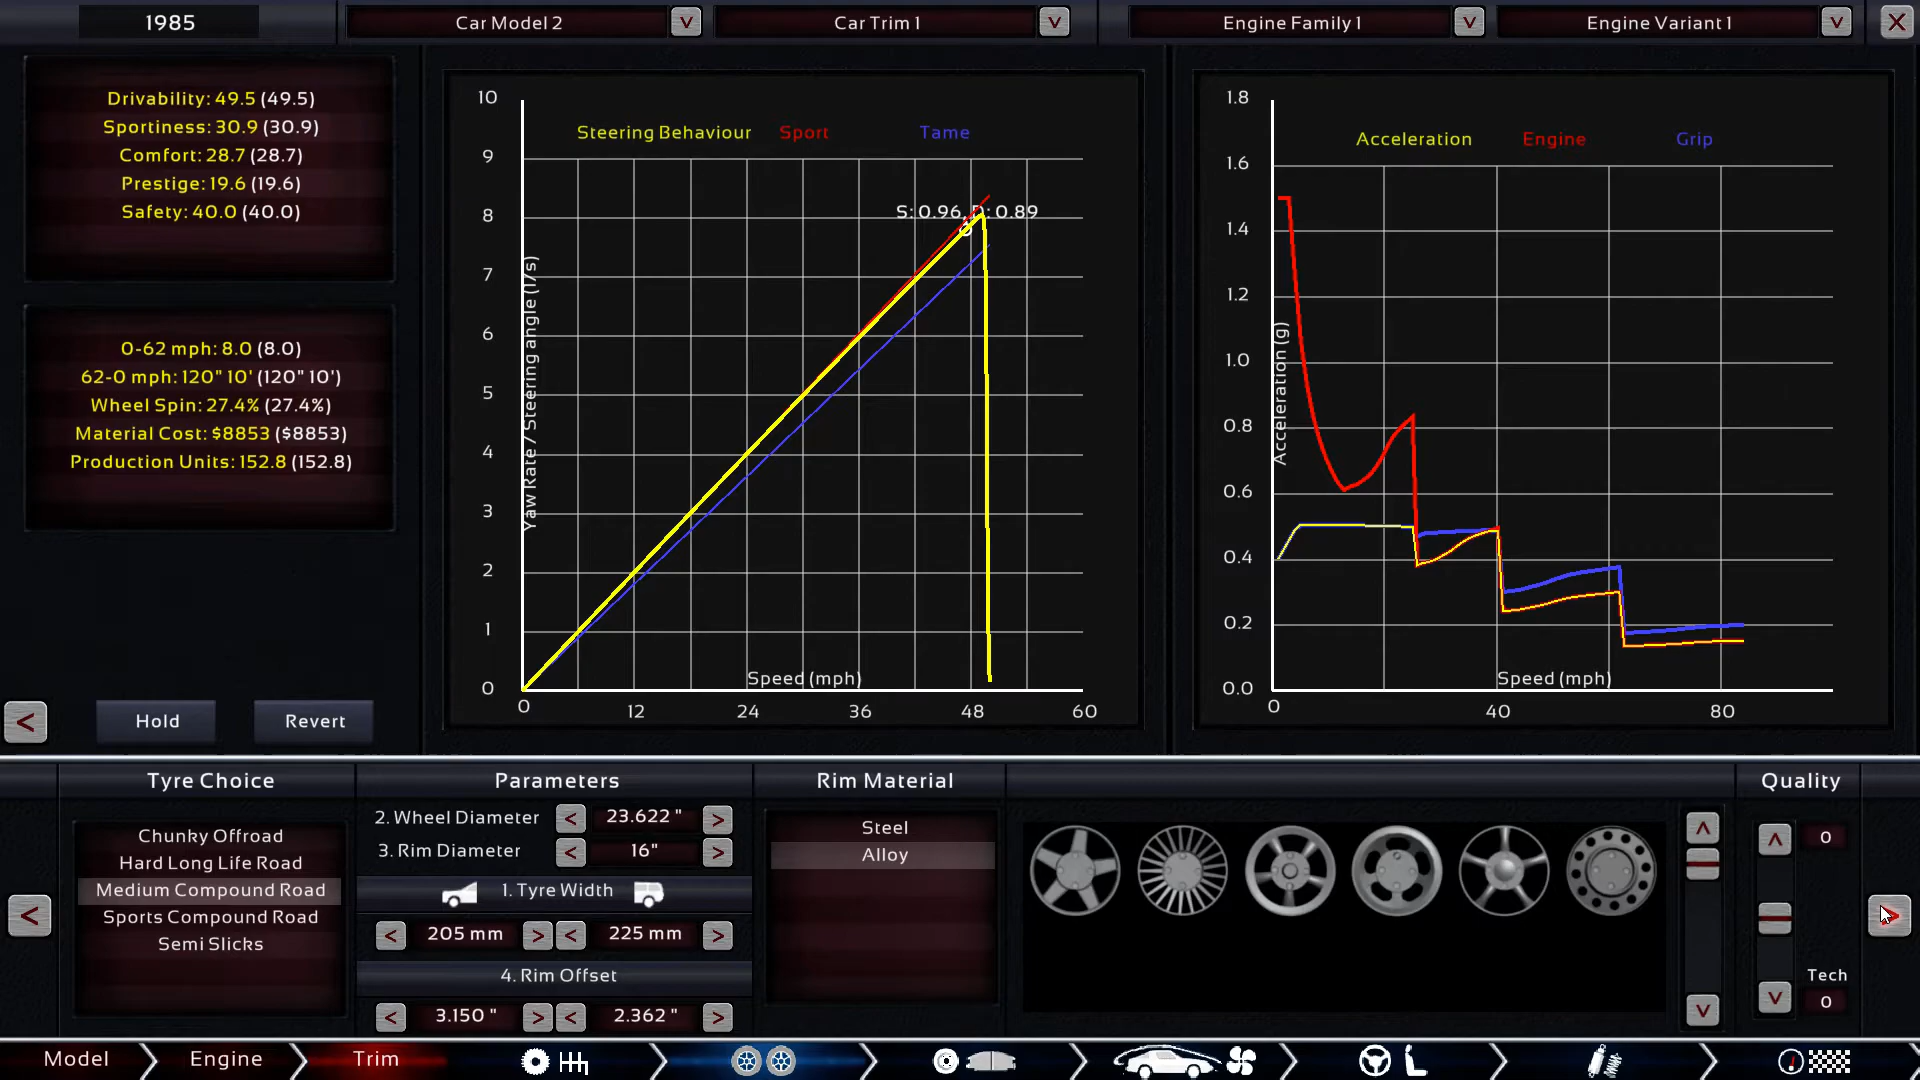 1985
Car Model 2
Car Trim 1
Engine Family 1
Engine Variant 1
Drivability: 49.5 (49.5)
Sportiness: 30.9 (30.9)
Comfort: 28.7 (28.7)
Prestige: 19.6 (19.6)
Safety: 40.0 (40.0)
0-62 mph: 8.0 (8.0)
62-0 mph: 120" 10' (120" 10')
Wheel Spin: 27.4% (27.4%)
Material Cost: $8853 ($8853)
Production Units: 152.8 (152.8)
Hold
Revert
Steering Behaviour Sport Tame
S: 0.96, D: 0.89
Yaw Rate / Steering angle (1/s)
10
9
8
7
6
5
4
3
2
1
0
Speed (mph)
0 12 24 36 48 60
Acceleration Engine Grip
Acceleration (g)
1.8
1.6
1.4
1.2
1.0
0.8
0.6
0.4
0.2
0.0
Speed (mph)
0 40 80
Tyre Choice
Chunky Offroad
Hard Long Life Road
Medium Compound Road
Sports Compound Road
Semi Slicks
Parameters
2. Wheel Diameter 23.622 "
3. Rim Diameter 16"
1. Tyre Width
205 mm 225 mm
4. Rim Offset
3.150 " 2.362 "
Rim Material
Steel
Alloy
Quality
0
Tech
0
Model
Engine
Trim